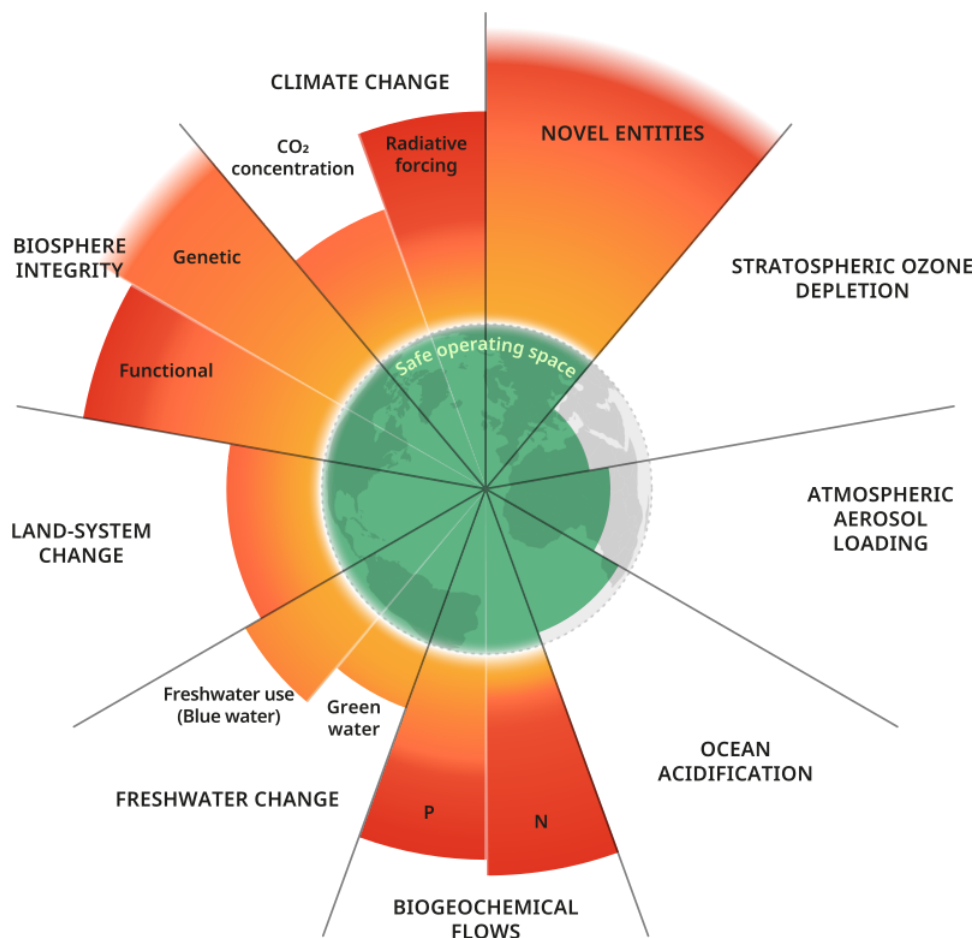 CLIMATE CHANGE
CO₂
concentration
Radiative
forcing
NOVEL ENTITIES
BIOSPHERE
INTEGRITY
Genetic
Functional
STRATOSPHERIC OZONE
DEPLETION
Safe operating space
LAND-SYSTEM
CHANGE
ATMOSPHERIC
AEROSOL
LOADING
Freshwater use
(Blue water)
Green
water
FRESHWATER CHANGE
OCEAN
ACIDIFICATION
P
N
BIOGEOCHEMICAL
FLOWS